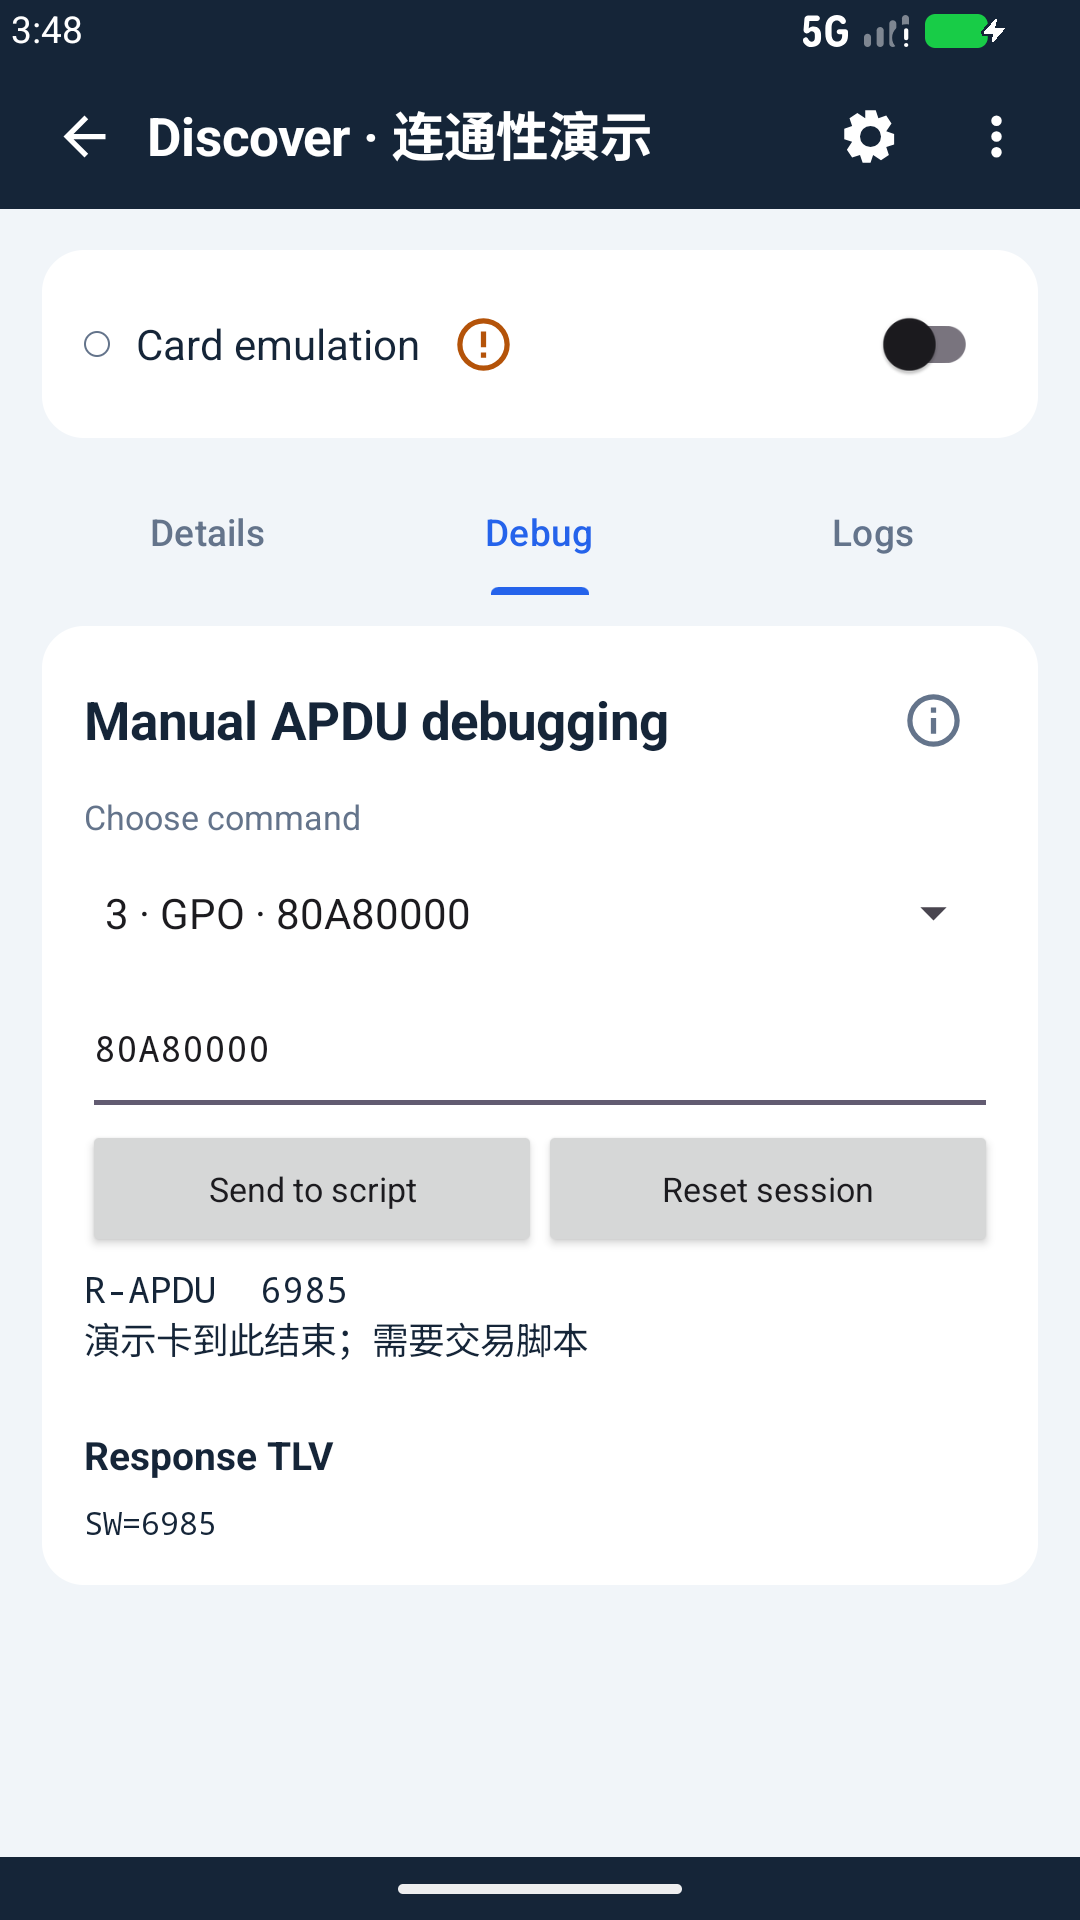 3:48
5G
Discover · 连通性演示
Card emulation
Details
Debug
Logs
Manual APDU debugging
Choose command
3 · GPO · 80A80000
80A80000
Send to script
Reset session
R-APDU  6985
演示卡到此结束；需要交易脚本
Response TLV
SW=6985